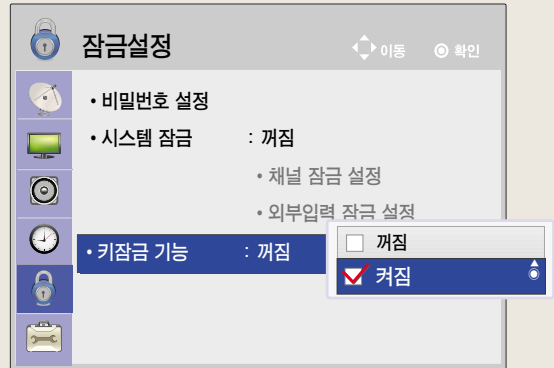 잠금설정 이동 확인
• 비밀번호 설정
• 시스템 잠금 : 꺼짐
• 채널 잠금 설정
• 외부입력 잠금 설정
• 키잠금 기능 : 꺼짐
꺼짐
켜짐